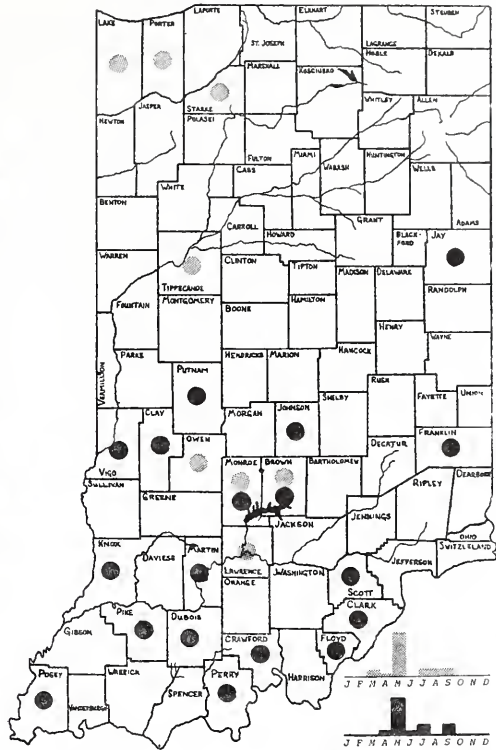 LAKE
PORTER
LAPORTE
ST. JOSEPH
ELKHART
LAGRANGE
STEUBEN
NOBLE
DEKALB
STARKE
MARSHALL
KOSCIUSKO
WHITLEY
ALLEN
NEWTON
JASPER
PULASKI
FULTON
MIAMI
WABASH
HUNTINGTON
WELLS
ADAMS
BENTON
WHITE
CASS
CARROLL
HOWARD
GRANT
BLACK-
FORD
JAY
WARREN
TIPPECANOE
CLINTON
TIPTON
MADISON
DELAWARE
RANDOLPH
FOUNTAIN
MONTGOMERY
BOONE
HAMILTON
HENRY
WAYNE
VERMILLION
PARKE
PUTNAM
HENDRICKS
MARION
HANCOCK
RUSH
FAYETTE
UNION
VIGO
CLAY
OWEN
MORGAN
JOHNSON
SHELBY
DECATUR
FRANKLIN
SULLIVAN
GREENE
MONROE
BROWN
BARTHOLOMEW
JENNINGS
RIPLEY
DEARBORN
OHIO
SWITZERLAND
JACKSON
JEFFERSON
KNOX
DAVIESS
MARTIN
LAWRENCE
ORANGE
WASHINGTON
SCOTT
CLARK
FLOYD
GIBSON
PIKE
DUBOIS
CRAWFORD
HARRISON
POSEY
VANDERBURGH
WARRICK
SPENCER
PERRY
J F M A M J J A S O N D
J F M A M J J A S O N D